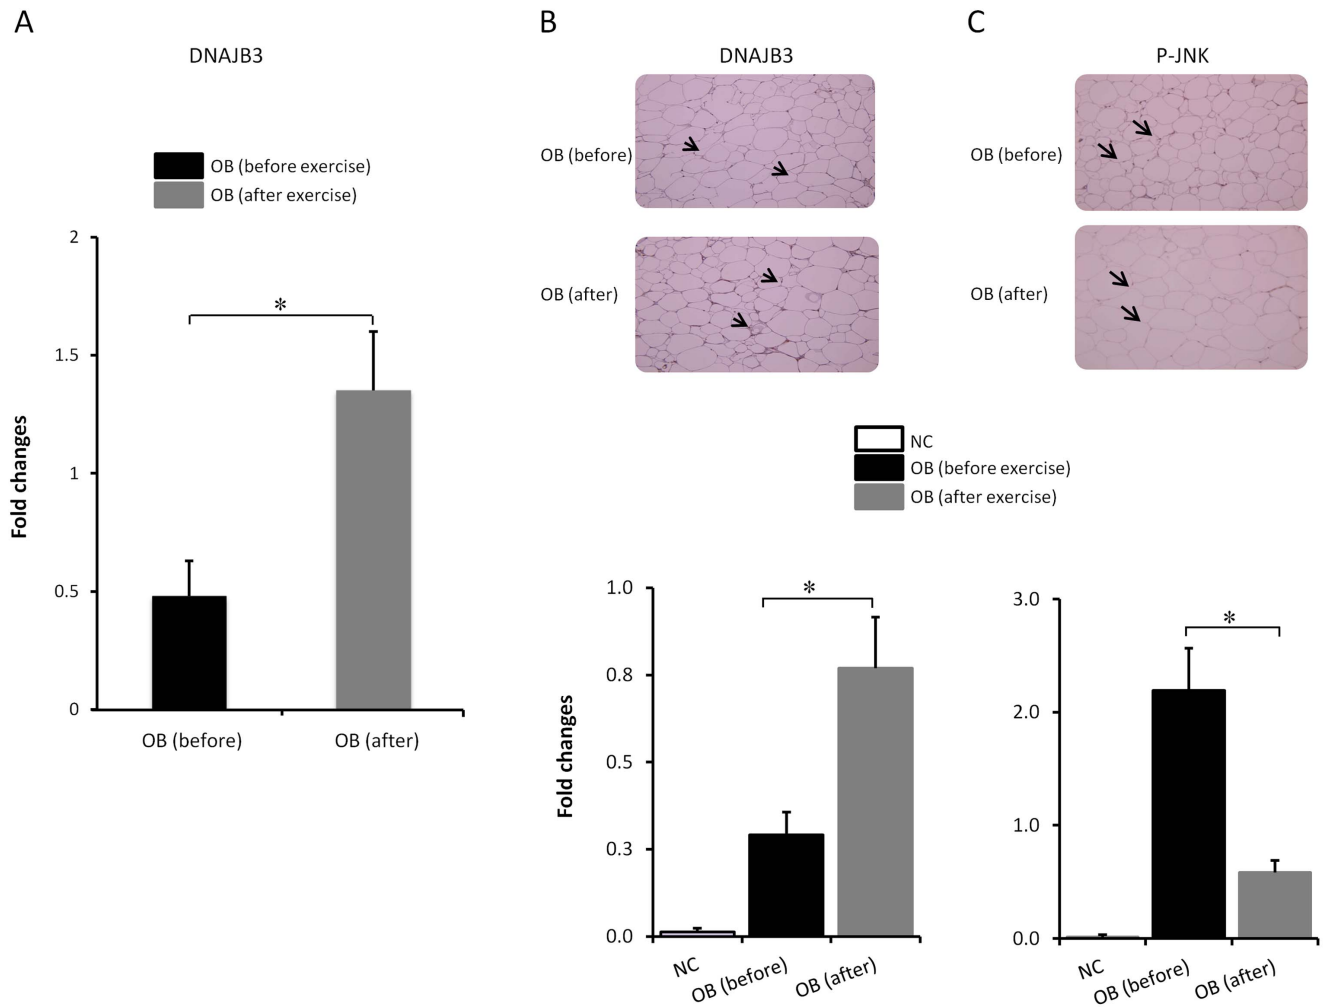 A
DNAJB3
OB (before exercise)
OB (after exercise)
2
1.5
1
0.5
0
Fold changes
*
OB (before)
OB (after)
B
DNAJB3
OB (before)
OB (after)
C
P-JNK
OB (before)
OB (after)
NC
OB (before exercise)
OB (after exercise)
1.0
0.8
0.5
0.3
0.0
Fold changes
*
NC
OB (before)
OB (after)
3.0
2.0
1.0
0.0
*
NC
OB (before)
OB (after)